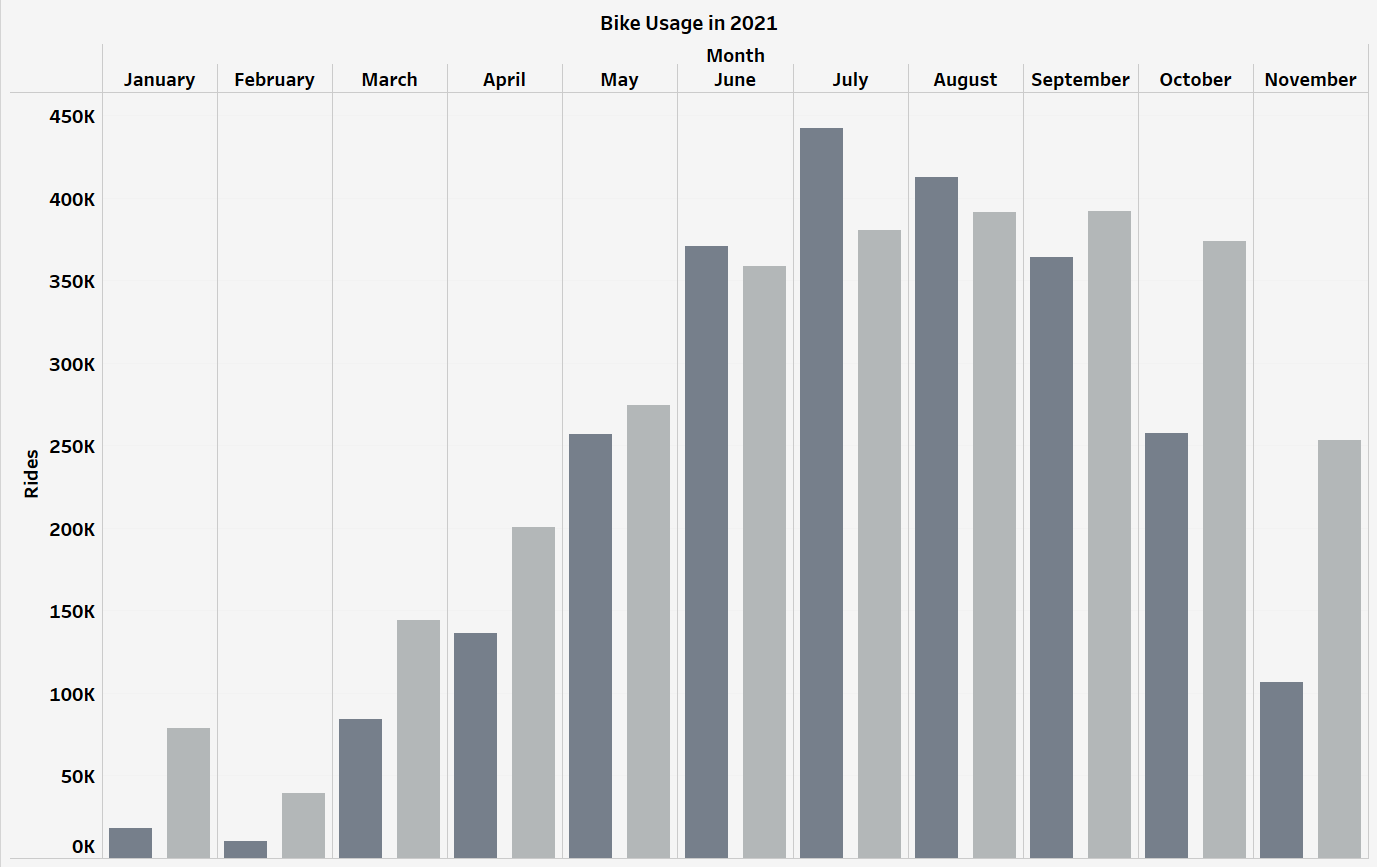 Bike Usage in 2021
Month
January February March April May June July August September October November
450K
400K
350K
300K
250K
200K
150K
100K
50K
0K
Rides